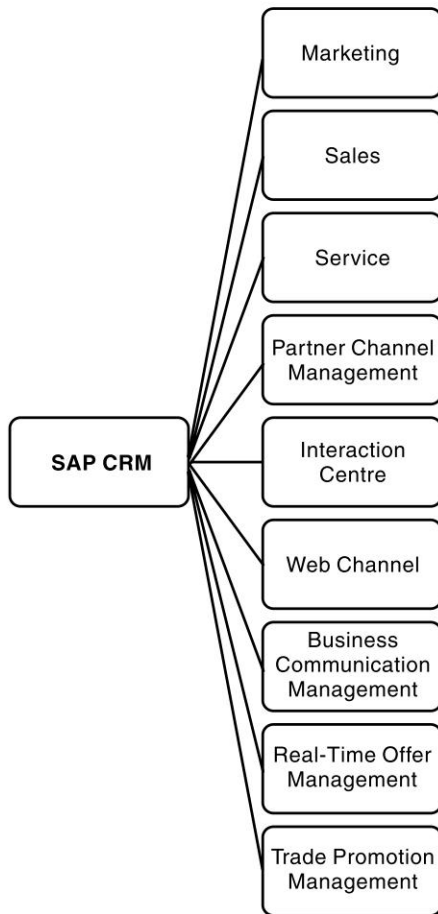 Marketing
Sales
Service
Partner Channel
Management
SAP CRM
Interaction
Centre
Web Channel
Business
Communication
Management
Real-Time Offer
Management
Trade Promotion
Management